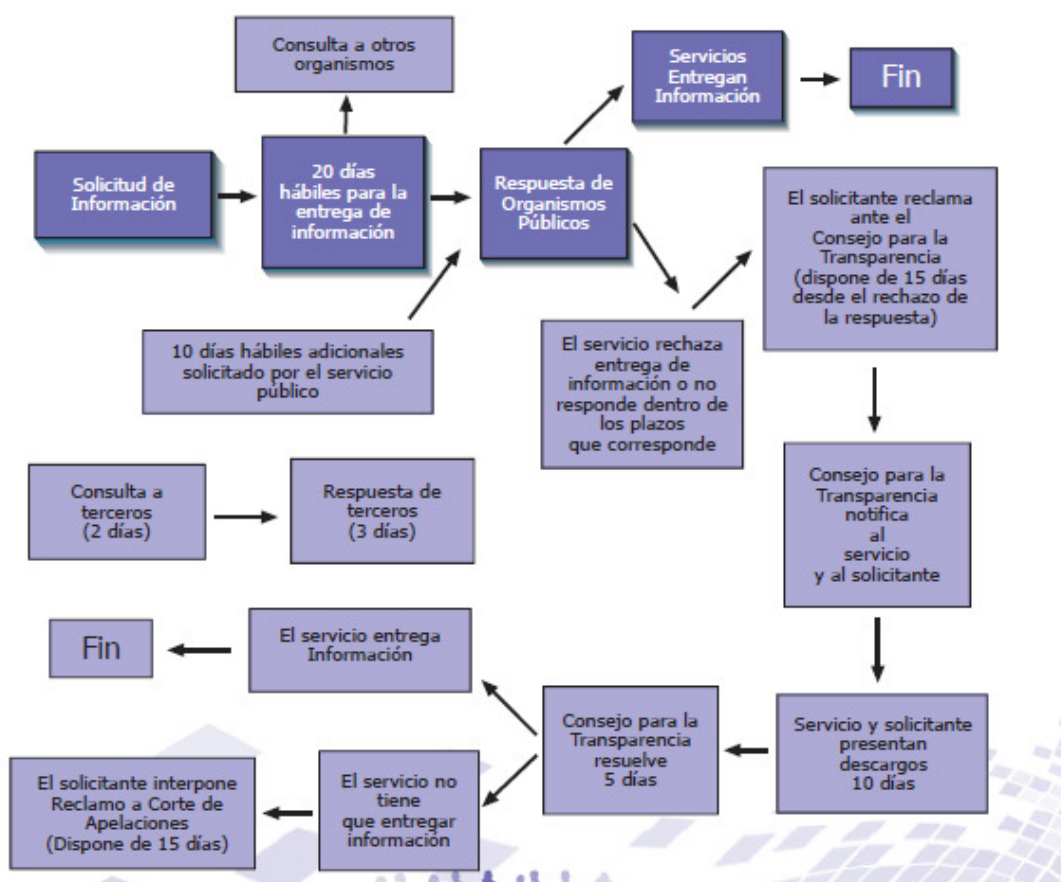 Consulta a otros
organismos
Servicios
Entregan
Información
Fin
Solicitud de
Información
20 días
hábiles para la
entrega de
información
Respuesta de
Organismos
Públicos
El solicitante reclama
ante el
Consejo para la
Transparencia
(dispone de 15 días
desde el rechazo de
la respuesta)
10 días hábiles adicionales
solicitado por el servicio
público
El servicio rechaza
entrega de
información o no
responde dentro de
los plazos
que corresponde
Consulta a
terceros
(2 días)
Respuesta de
terceros
(3 días)
Consejo para la
Transparencia
notifica
al
servicio
y al solicitante
Fin
El servicio entrega
Información
Consejo para la
Transparencia
resuelve
5 días
Servicio y solicitante
presentan
descargos
10 días
El solicitante interpone
Reclamo a Corte de
Apelaciones
(Dispone de 15 días)
El servicio no
tiene
que entregar
información